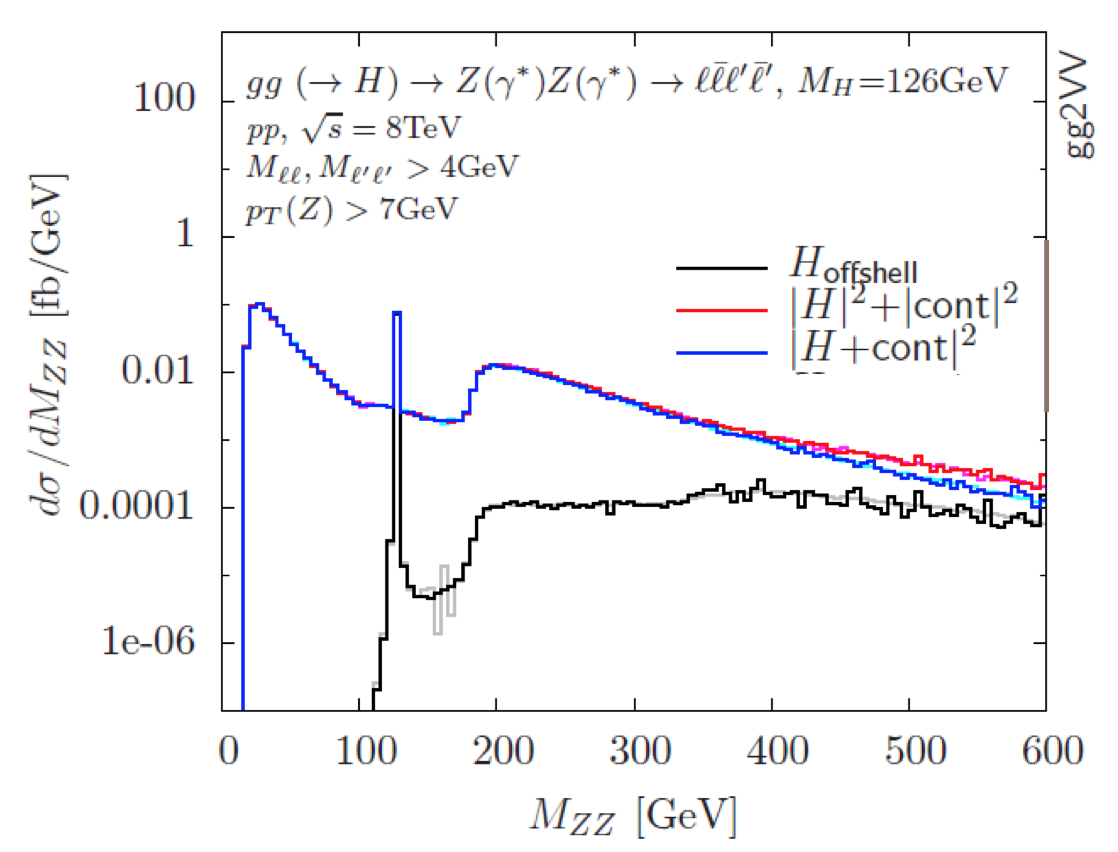 gg (→ H) → Z(γ*)Z(γ*) → ℓℓ̄ℓ′ℓ̄′, M_H=126GeV
pp, √s = 8TeV
M_ℓℓ, M_ℓ′ℓ′ > 4GeV
p_T(Z) > 7GeV
gg2VV
H_offshell
|H|²+|cont|²
|H+cont|²
dσ/dM_ZZ [fb/GeV]
100
1
0.01
0.0001
1e-06
0 100 200 300 400 500 600
M_ZZ [GeV]